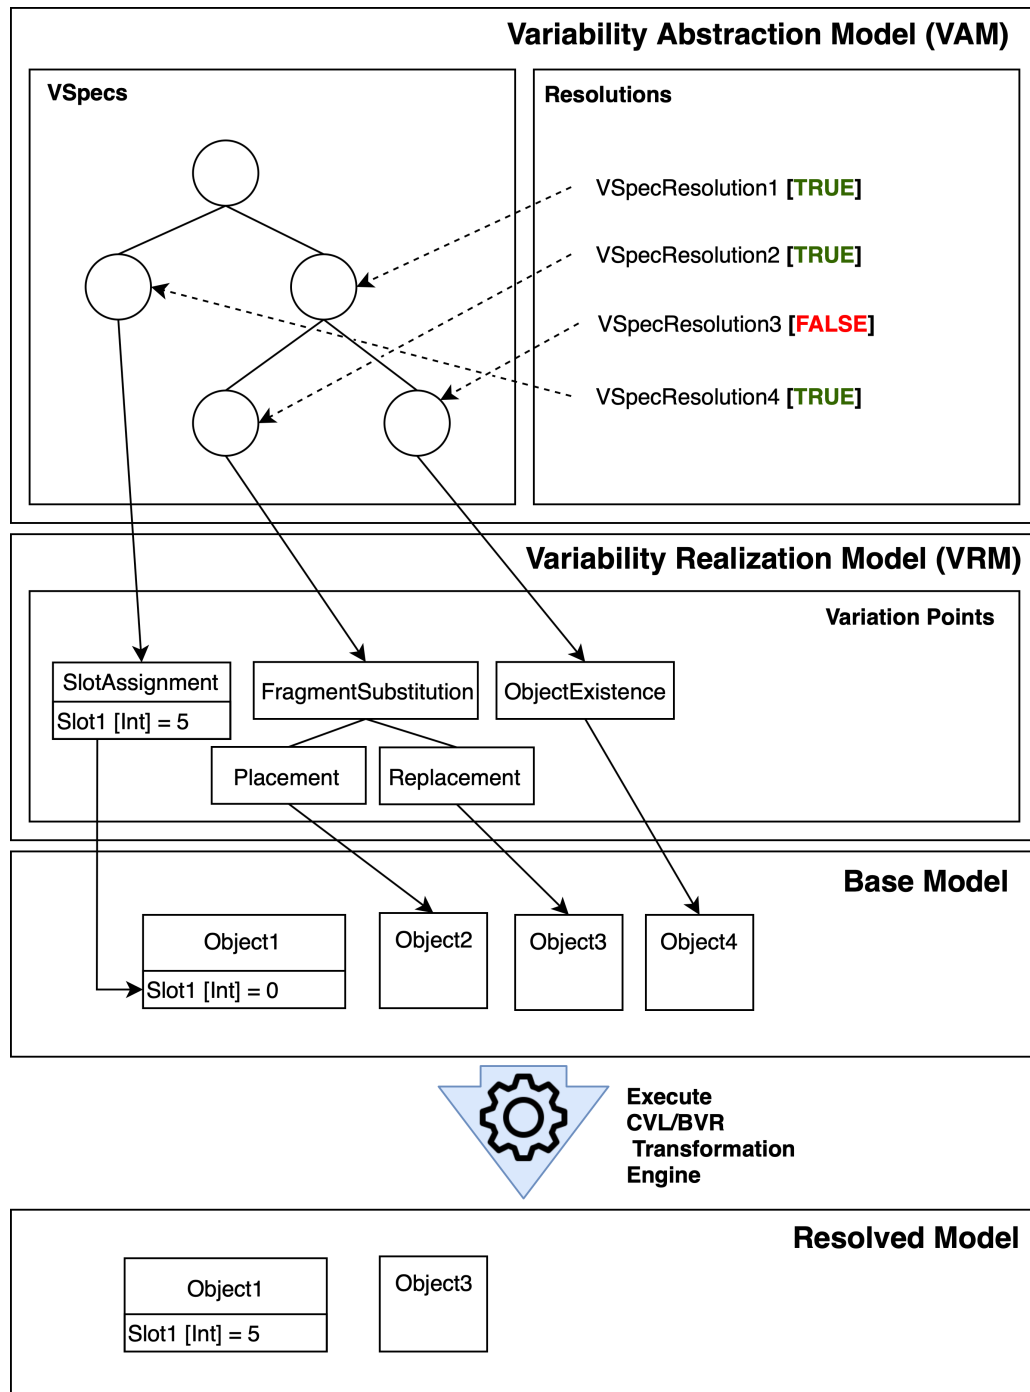 Variability Abstraction Model (VAM)
VSpecs
Resolutions
VSpecResolution1 [TRUE]
VSpecResolution2 [TRUE]
VSpecResolution3 [FALSE]
VSpecResolution4 [TRUE]
Variability Realization Model (VRM)
Variation Points
SlotAssignment
Slot1 [Int] = 5
FragmentSubstitution
ObjectExistence
Placement
Replacement
Base Model
Object1
Slot1 [Int] = 0
Object2
Object3
Object4
Execute
CVL/BVR
Transformation
Engine
Resolved Model
Object1
Slot1 [Int] = 5
Object3